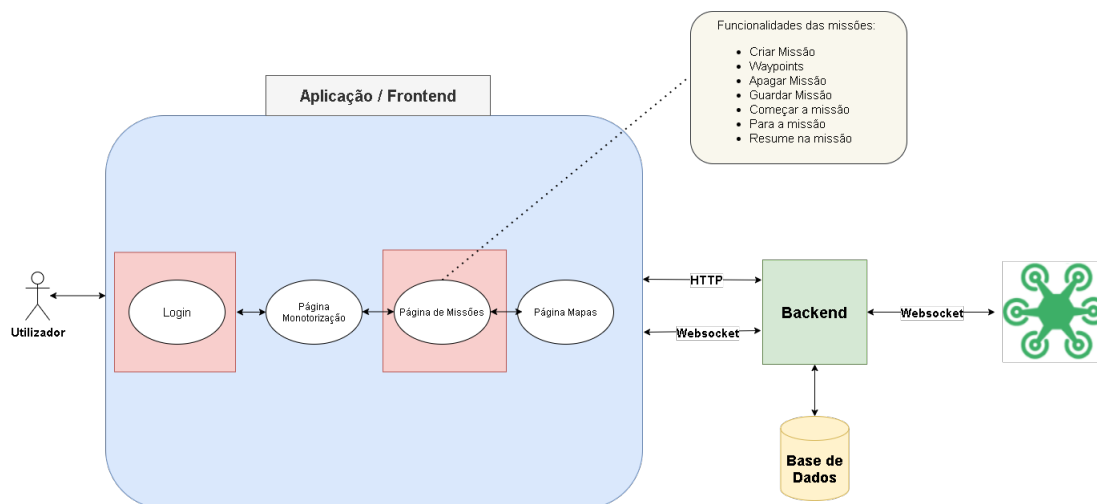 Funcionalidades das missões:
Criar Missão
Waypoints
Apagar Missão
Guardar Missão
Começar a missão
Para a missão
Resume na missão
Aplicação / Frontend
Utilizador
Login
Página
Monotorização
Página de Missões
Página Mapas
HTTP
Websocket
Backend
Websocket
Base de
Dados